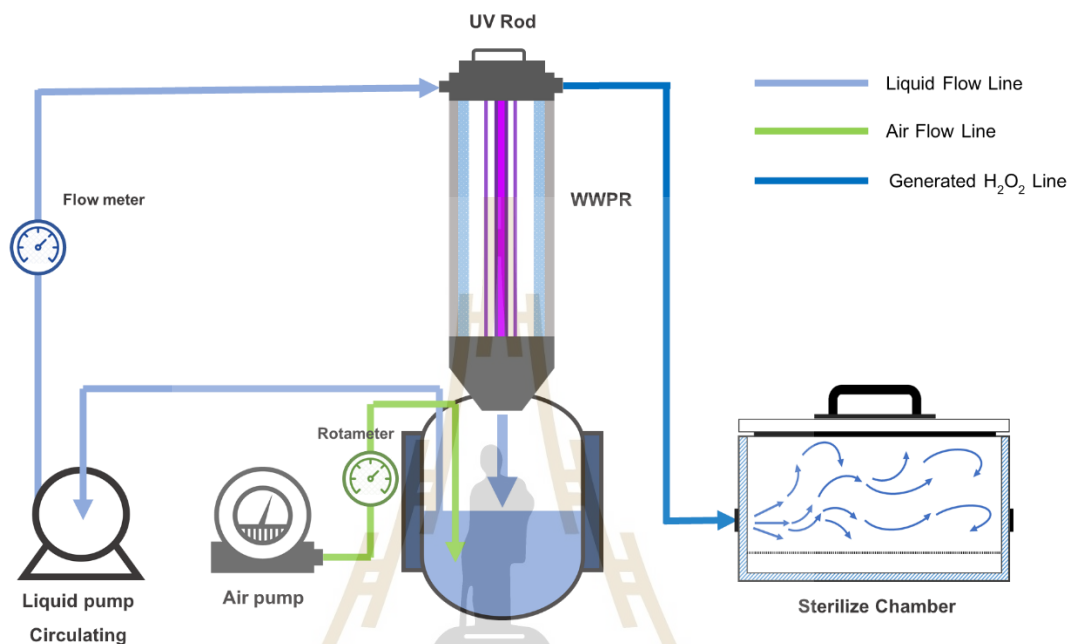 UV Rod
Liquid Flow Line
Air Flow Line
Generated H₂O₂ Line
Flow meter
WWPR
Rotameter
Liquid pump
Circulating
Air pump
Sterilize Chamber